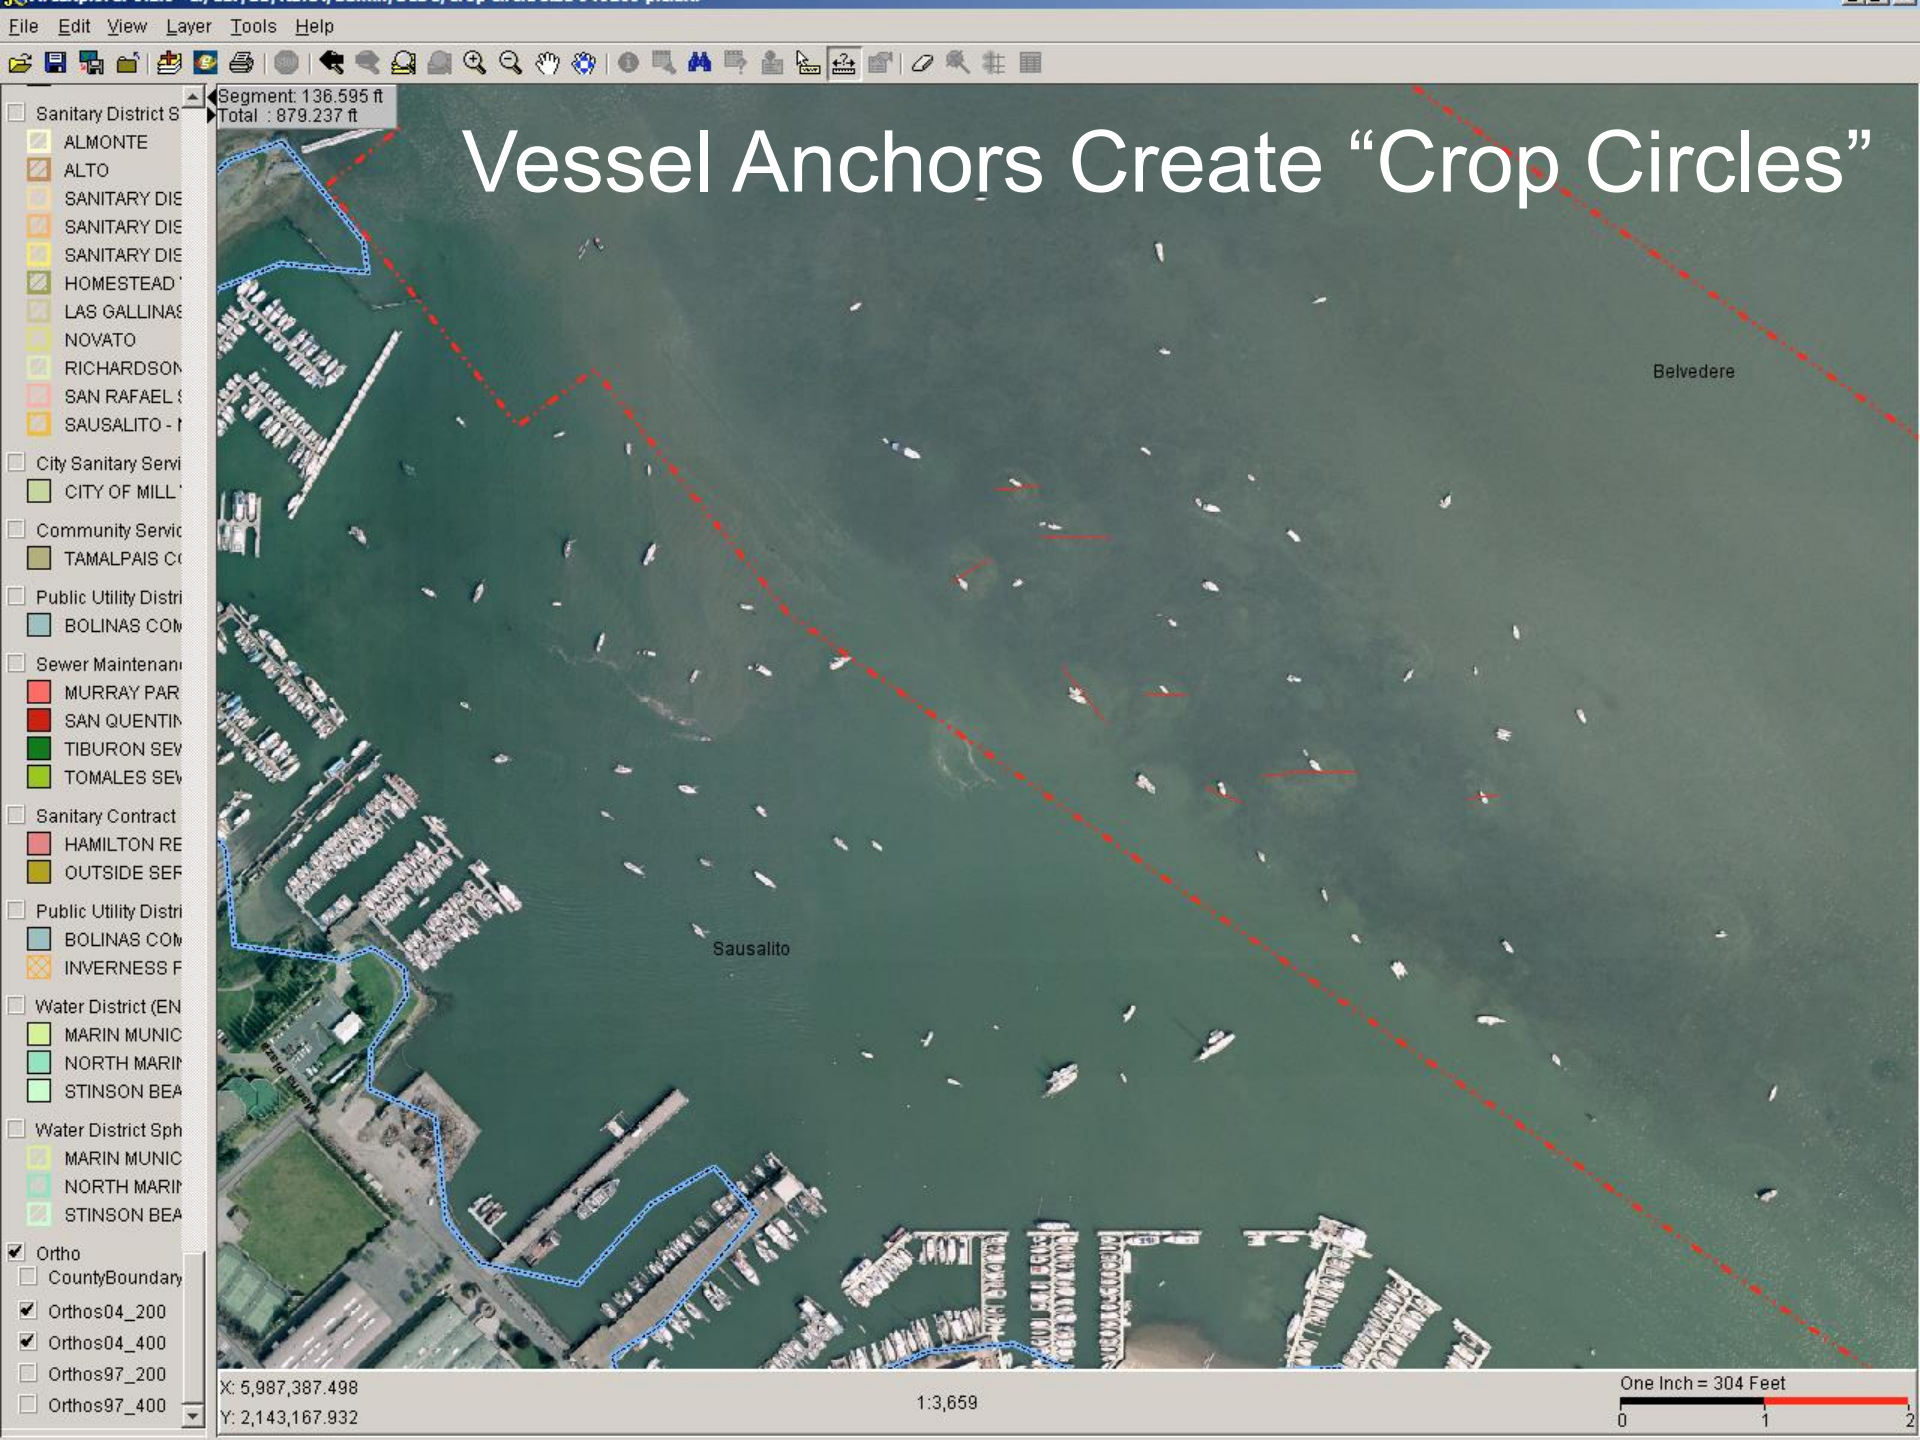 File Edit View Layer Tools Help
Segment: 136.595 ft
Total : 879.237 ft
Vessel Anchors Create “Crop Circles”
Sanitary District S
ALMONTE
ALTO
SANITARY DIS
SANITARY DIS
SANITARY DIS
HOMESTEAD
LAS GALLINAS
NOVATO
RICHARDSON
SAN RAFAEL S
SAUSALITO -
City Sanitary Servi
CITY OF MILL
Community Servic
TAMALPAIS CO
Public Utility Distri
BOLINAS COM
Sewer Maintenan
MURRAY PAR
SAN QUENTIN
TIBURON SEW
TOMALES SEW
Sanitary Contract
HAMILTON RE
OUTSIDE SER
Public Utility Distri
BOLINAS COM
INVERNESS P
Water District (EN
MARIN MUNIC
NORTH MARIN
STINSON BEA
Water District Sph
MARIN MUNIC
NORTH MARIN
STINSON BEA
Ortho
CountyBoundary
Orthos04_200
Orthos04_400
Orthos97_200
Orthos97_400
Belvedere
Sausalito
X: 5,987,387.498
Y: 2,143,167.932
1:3,659
One Inch = 304 Feet
0 1 2